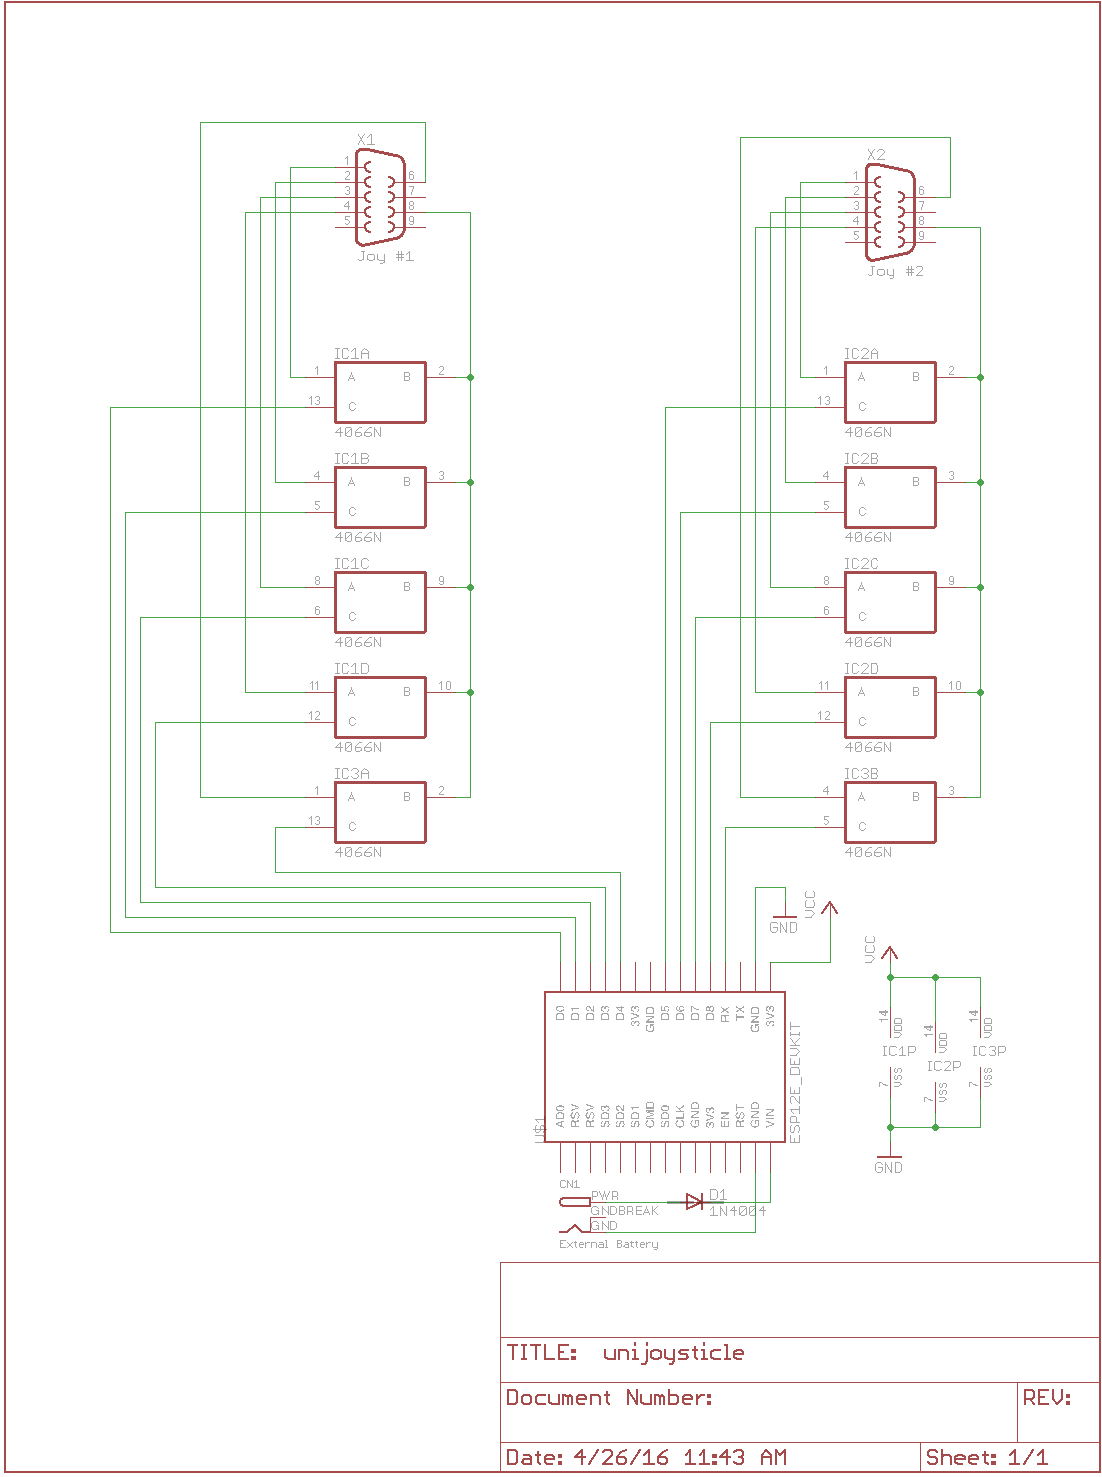 X1
1
2
3
4
5
6
7
8
9
Joy #1
X2
1
2
3
4
5
6
7
8
9
Joy #2
IC1A
1 A B 2
13 C
4066N
IC1B
4 A B 3
5 C
4066N
IC1C
8 A B 9
6 C
4066N
IC1D
11 A B 10
12 C
4066N
IC3A
1 A B 2
13 C
4066N
IC2A
1 A B 2
13 C
4066N
IC2B
4 A B 3
5 C
4066N
IC2C
8 A B 9
6 C
4066N
IC2D
11 A B 10
12 C
4066N
IC3B
4 A B 3
5 C
4066N
GND
VCC
D0 D1 D2 D3 D4 3V3 GND D5 D6 D7 D8 RX TX GND 3V3
AD0 RSV RSV SD3 SD2 SD1 CMD SD0 CLK GND 3V3 EN RST GND VIN
U$1
ESP12E_DEVKIT
VCC
14 VDD
14 VDD
14 VDD
IC1P
IC2P
IC3P
7 VSS
7 VSS
7 VSS
GND
CN1
PWR
GNDBREAK
GND
External Battery
D1
1N4004
TITLE: unijoysticle
Document Number:
REV:
Date: 4/26/16 11:43 AM
Sheet: 1/1